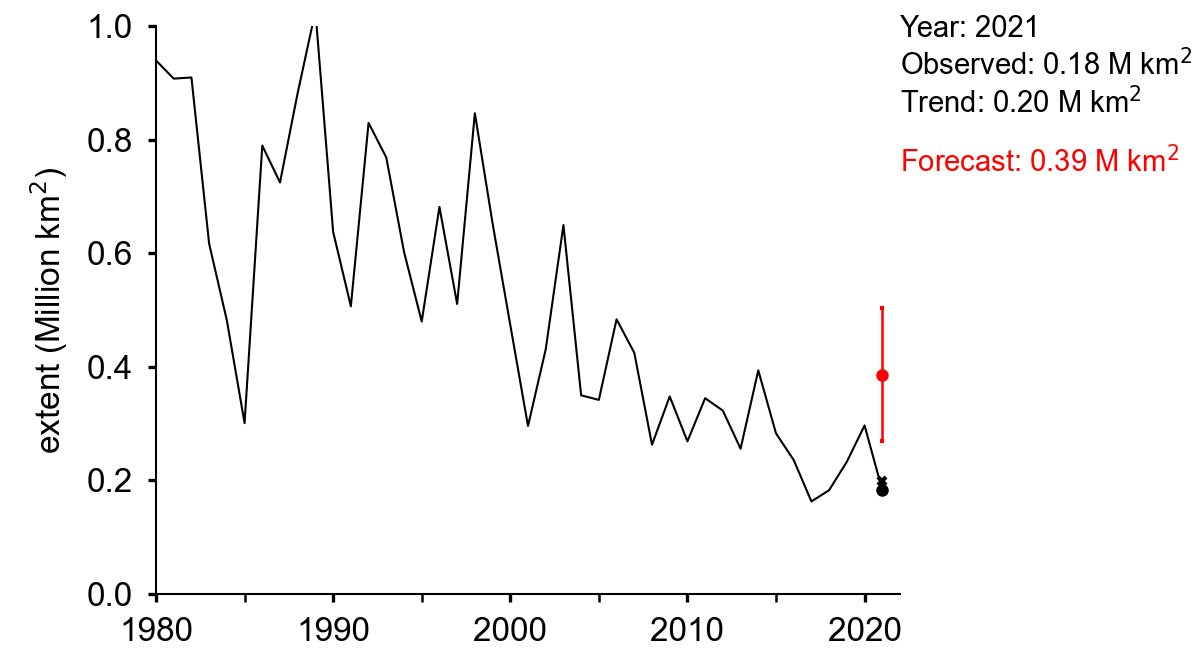 Year: 2021
Observed: 0.18 M km²
Trend: 0.20 M km²
Forecast: 0.39 M km²
extent (Million km²)
1.0
0.8
0.6
0.4
0.2
0.0
1980 1990 2000 2010 2020